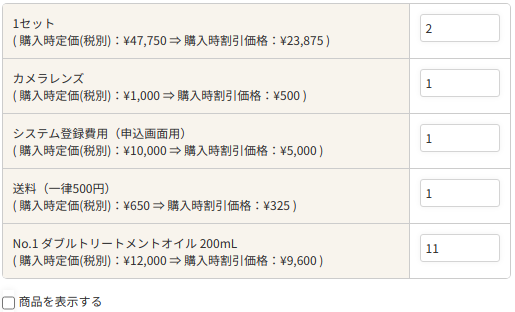 1セット
2
( 購入時定価(税別)：¥47,750 ⇒ 購入時割引価格：¥23,875 )
カメラレンズ
1
( 購入時定価(税別)：¥1,000 ⇒ 購入時割引価格：¥500 )
システム登録費用（申込画面用）
1
( 購入時定価(税別)：¥10,000 ⇒ 購入時割引価格：¥5,000 )
送料（一律500円）
1
( 購入時定価(税別)：¥650 ⇒ 購入時割引価格：¥325 )
No.1 ダブルトリートメントオイル 200mL
11
( 購入時定価(税別)：¥12,000 ⇒ 購入時割引価格：¥9,600 )
商品を表示する